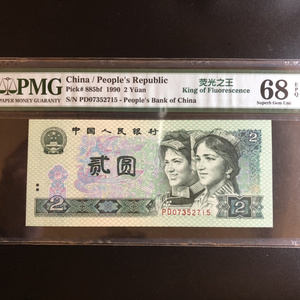 PMG
PAPER MONEY GUARANTY
China / People's Republic
Pick# 885bf 1990 2 Yüan
S/N PD07352715 - People's Bank of China
荧光之王
King of Fluorescence
68 EPQ
Superb Gem Unc
中国人民银行
贰圆
2
PD07352715
2